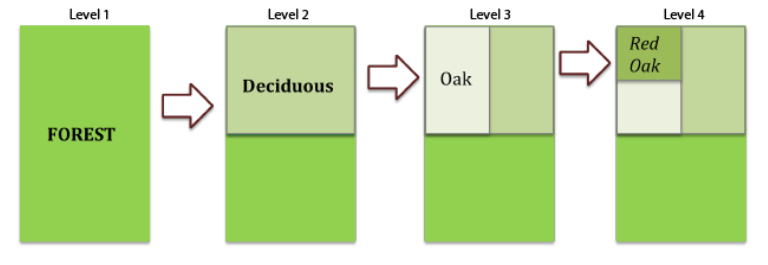 Level 1
Level 2
Level 3
Level 4
FOREST
Deciduous
Oak
Red
Oak